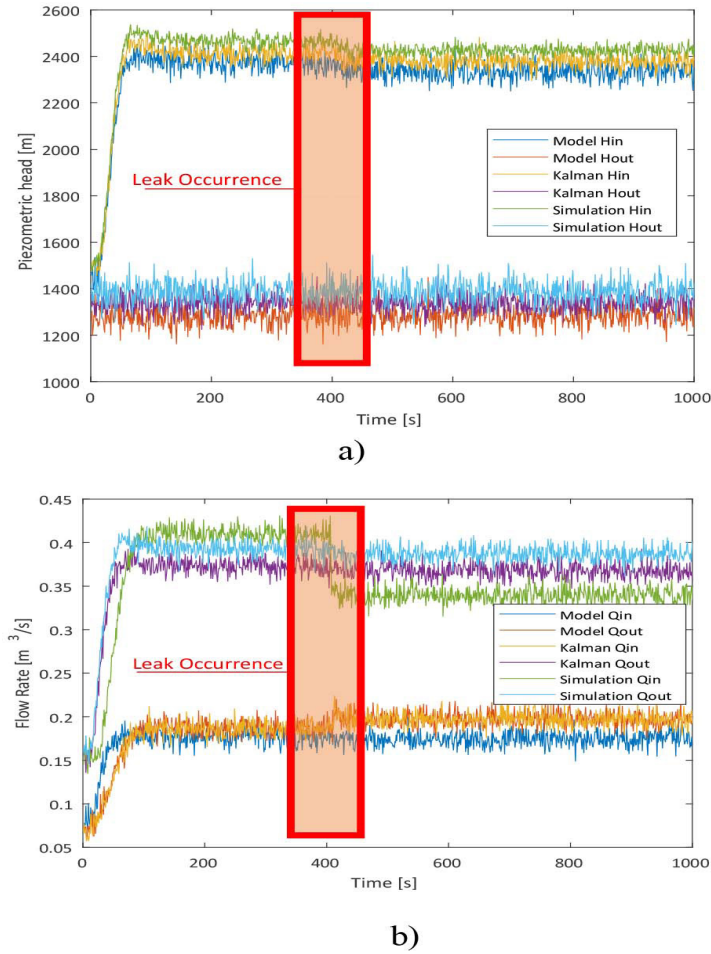 2600
2400
2200
2000
1800
1600
1400
1200
1000
Piezometric head [m]
Model Hin
Model Hout
Kalman Hin
Kalman Hout
Simulation Hin
Simulation Hout
Leak Occurrence
0 200 400 600 800 1000
Time [s]
a)
0.45
0.4
0.35
0.3
0.25
0.2
0.15
0.1
0.05
Flow Rate [m ³/s]
Model Qin
Model Qout
Kalman Qin
Kalman Qout
Simulation Qin
Simulation Qout
Leak Occurrence
0 200 400 600 800 1000
Time [s]
b)